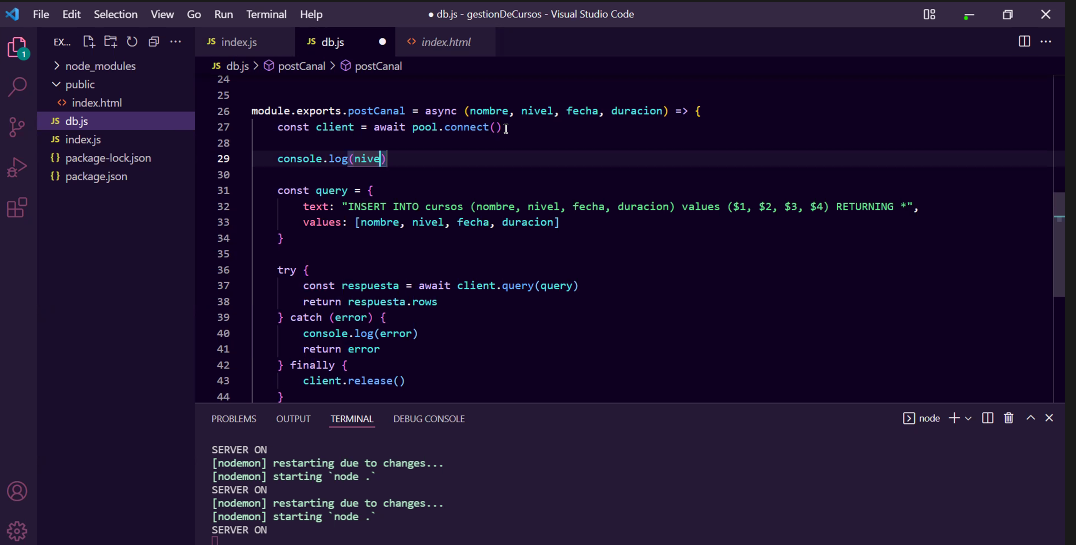 File Edit Selection View Go Run Terminal Help
● db.js - gestionDeCursos - Visual Studio Code
EX... ...
JS index.js JS db.js ● <> index.html ...
JS db.js > postCanal > postCanal
1
> node_modules
∨ public
<> index.html
JS db.js
JS index.js
{} package-lock.json
{} package.json
24
25
26 module.exports.postCanal = async (nombre, nivel, fecha, duracion) => {
27 const client = await pool.connect()
28
29 console.log(nive)
30
31 const query = {
32 text: "INSERT INTO cursos (nombre, nivel, fecha, duracion) values ($1, $2, $3, $4) RETURNING *",
33 values: [nombre, nivel, fecha, duracion]
34 }
35
36 try {
37 const respuesta = await client.query(query)
38 return respuesta.rows
39 } catch (error) {
40 console.log(error)
41 return error
42 } finally {
43 client.release()
44 }
PROBLEMS OUTPUT TERMINAL DEBUG CONSOLE node
SERVER ON
[nodemon] restarting due to changes...
[nodemon] starting `node .`
SERVER ON
[nodemon] restarting due to changes...
[nodemon] starting `node .`
SERVER ON